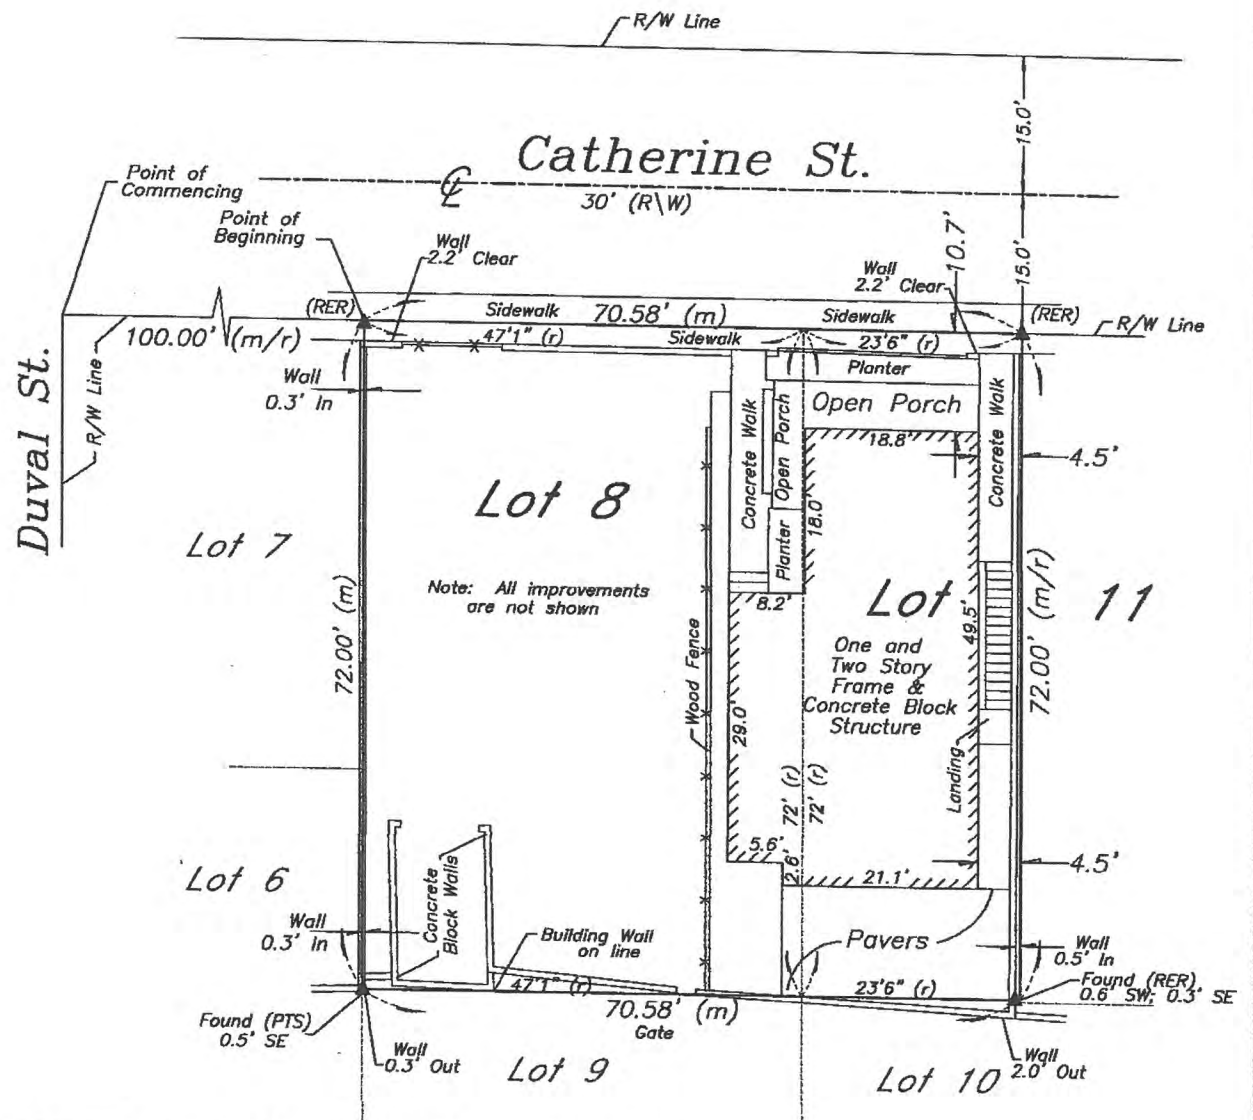 R/W Line
Catherine St.
℄
30' (R\W)
15.0'
15.0'
Point of
Commencing
Point of
Beginning
Wall
2.2' Clear
Wall
2.2' Clear
10.7'
(RER)
Sidewalk
70.58' (m)
Sidewalk
(RER)
R/W Line
100.00' (m/r)
47'1" (r)
Sidewalk
23'6" (r)
Duval St.
R/W Line
Wall
0.3' In
Planter
Open Porch
18.8'
Concrete Walk
Open Porch
Planter
18.0'
Concrete Walk
4.5'
Lot 8
Lot 7
Note: All improvements
are not shown
8.2'
Lot 11
72.00' (m)
Wood Fence
29.0'
One and
Two Story
Frame &
Concrete Block
Structure
49.5'
72.00' (m/r)
Landing
72' (r)
72' (r)
5.6'
2.6'
21.1'
4.5'
Lot 6
Wall
0.3' In
Concrete
Block Walls
Building Wall
on line
Pavers
Wall
0.5' In
47'1" (r)
70.58' (m)
Gate
23'6" (r)
Found (RER)
0.6' SW; 0.3' SE
Found (PTS)
0.5' SE
Wall
0.3' Out
Lot 9
Lot 10
Wall
2.0' Out